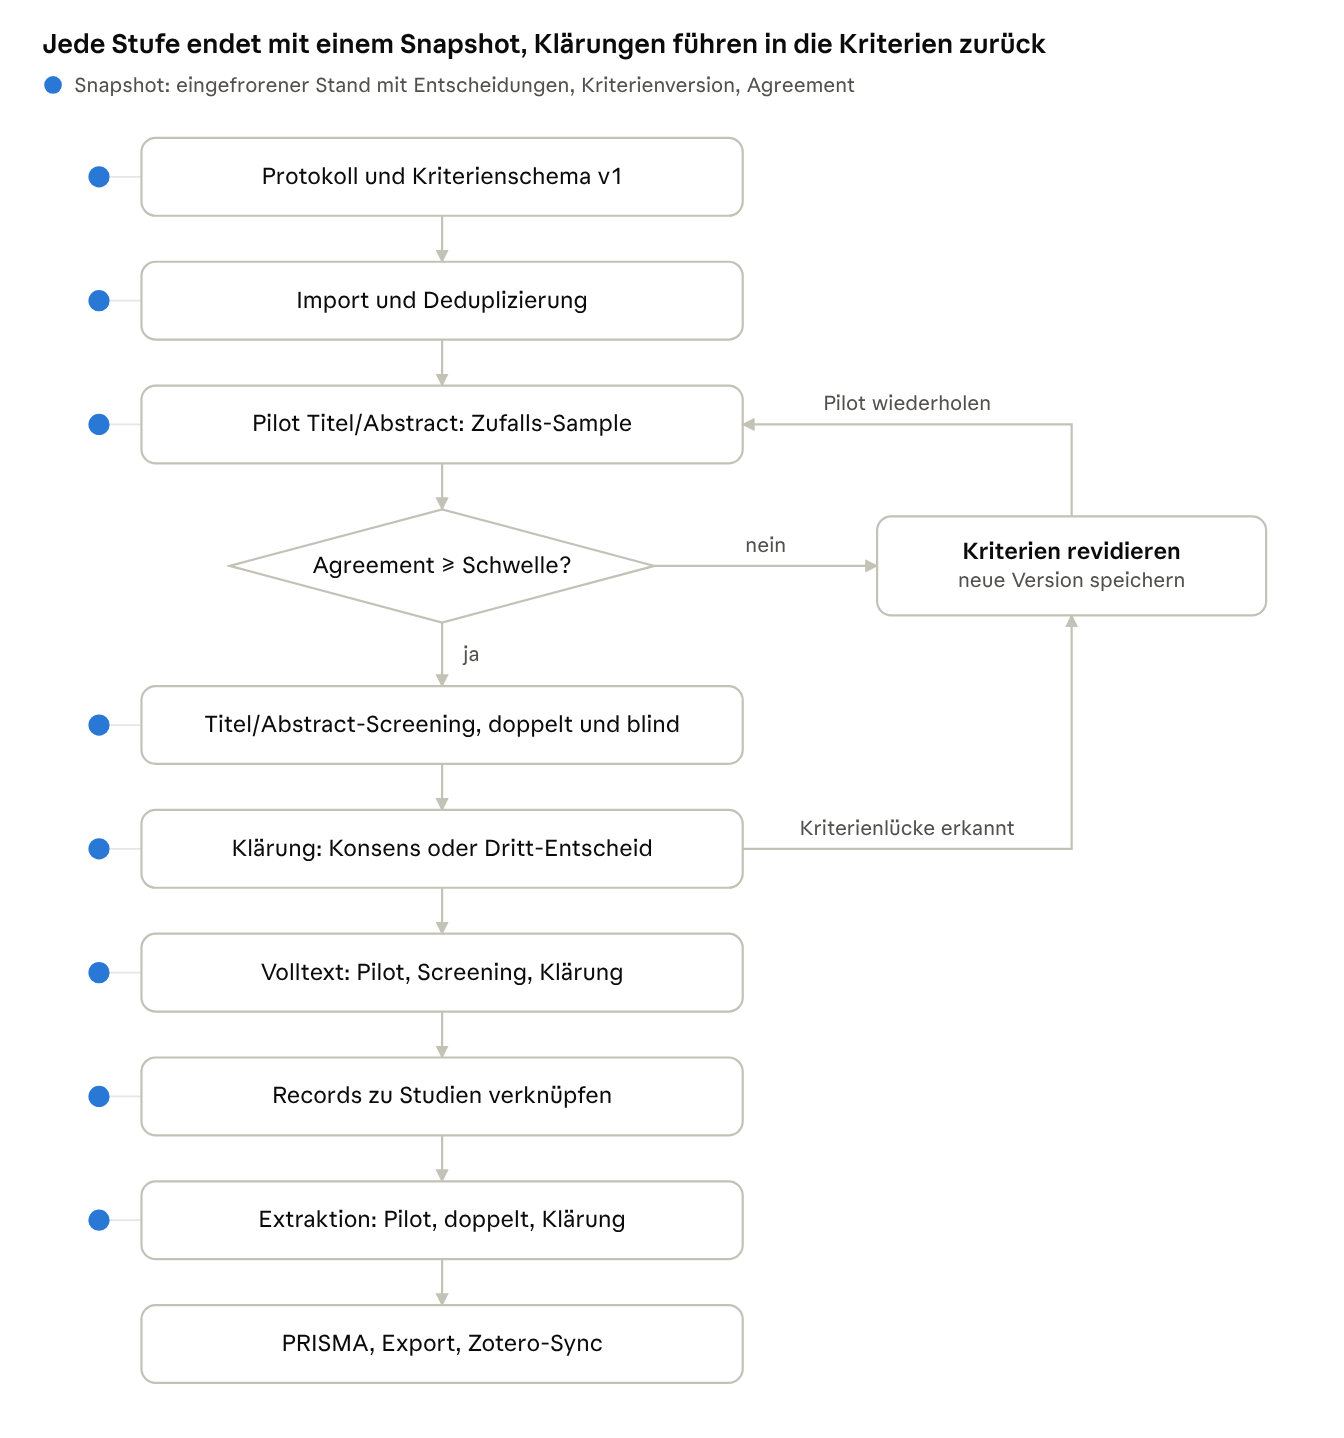 Jede Stufe endet mit einem Snapshot, Klärungen führen in die Kriterien zurück
Snapshot: eingefrorener Stand mit Entscheidungen, Kriterienversion, Agreement
Protokoll und Kriterienschema v1
Import und Deduplizierung
Pilot Titel/Abstract: Zufalls-Sample
Pilot wiederholen
Agreement ≥ Schwelle?
nein
Kriterien revidieren
neue Version speichern
ja
Titel/Abstract-Screening, doppelt und blind
Klärung: Konsens oder Dritt-Entscheid
Kriterienlücke erkannt
Volltext: Pilot, Screening, Klärung
Records zu Studien verknüpfen
Extraktion: Pilot, doppelt, Klärung
PRISMA, Export, Zotero-Sync